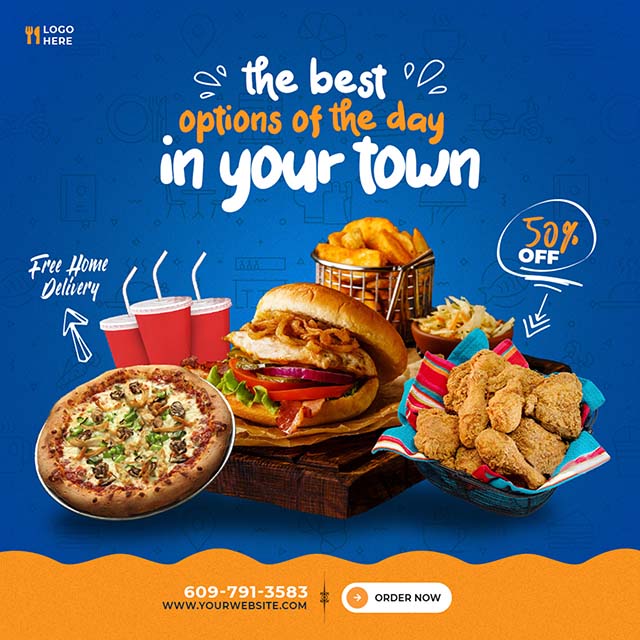 LOGO
HERE
the best
options of the day
in your town
Free Home
Delivery
50%
OFF
609-791-3583
WWW.YOURWEBSITE.COM
ORDER NOW